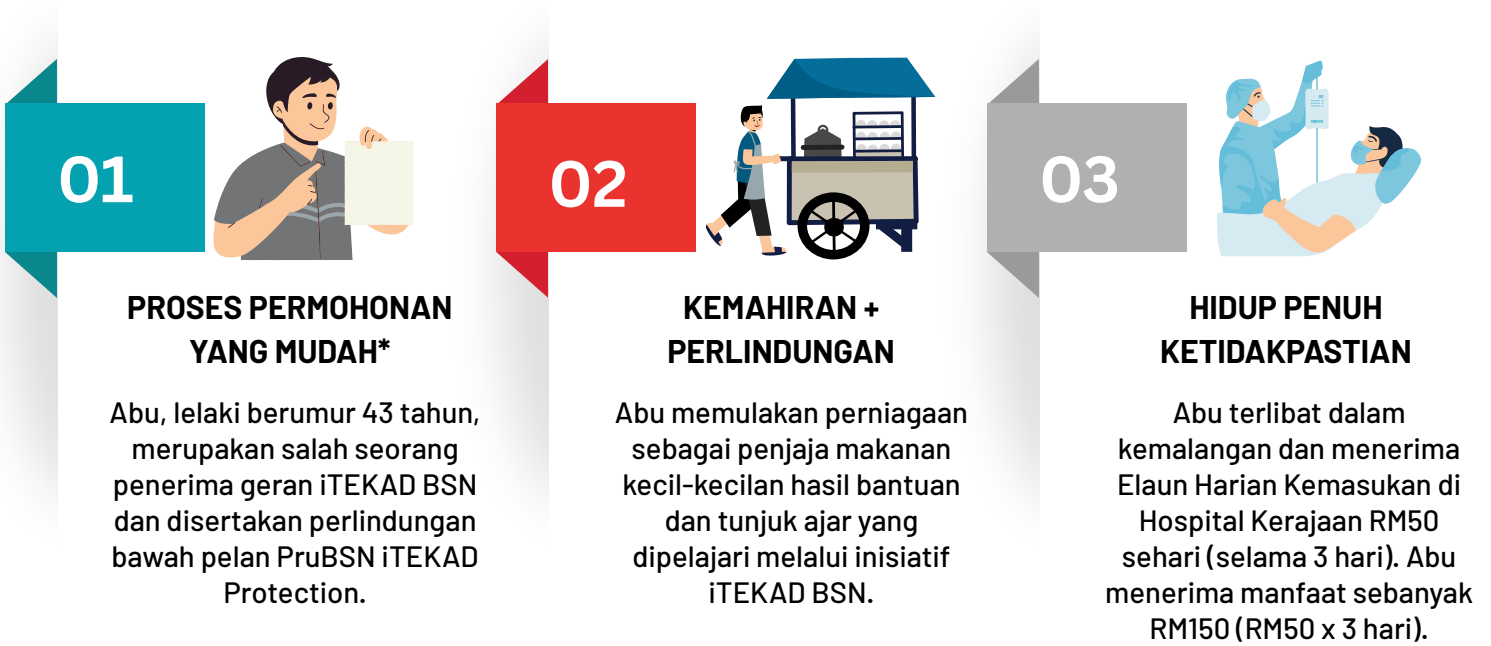 01
PROSES PERMOHONAN
YANG MUDAH*
Abu, lelaki berumur 43 tahun,
merupakan salah seorang
penerima geran iTEKAD BSN
dan disertakan perlindungan
bawah pelan PruBSN iTEKAD
Protection.
02
KEMAHIRAN +
PERLINDUNGAN
Abu memulakan perniagaan
sebagai penjaja makanan
kecil-kecilan hasil bantuan
dan tunjuk ajar yang
dipelajari melalui inisiatif
iTEKAD BSN.
03
HIDUP PENUH
KETIDAKPASTIAN
Abu terlibat dalam
kemalangan dan menerima
Elaun Harian Kemasukan di
Hospital Kerajaan RM50
sehari (selama 3 hari). Abu
menerima manfaat sebanyak
RM150 (RM50 x 3 hari).